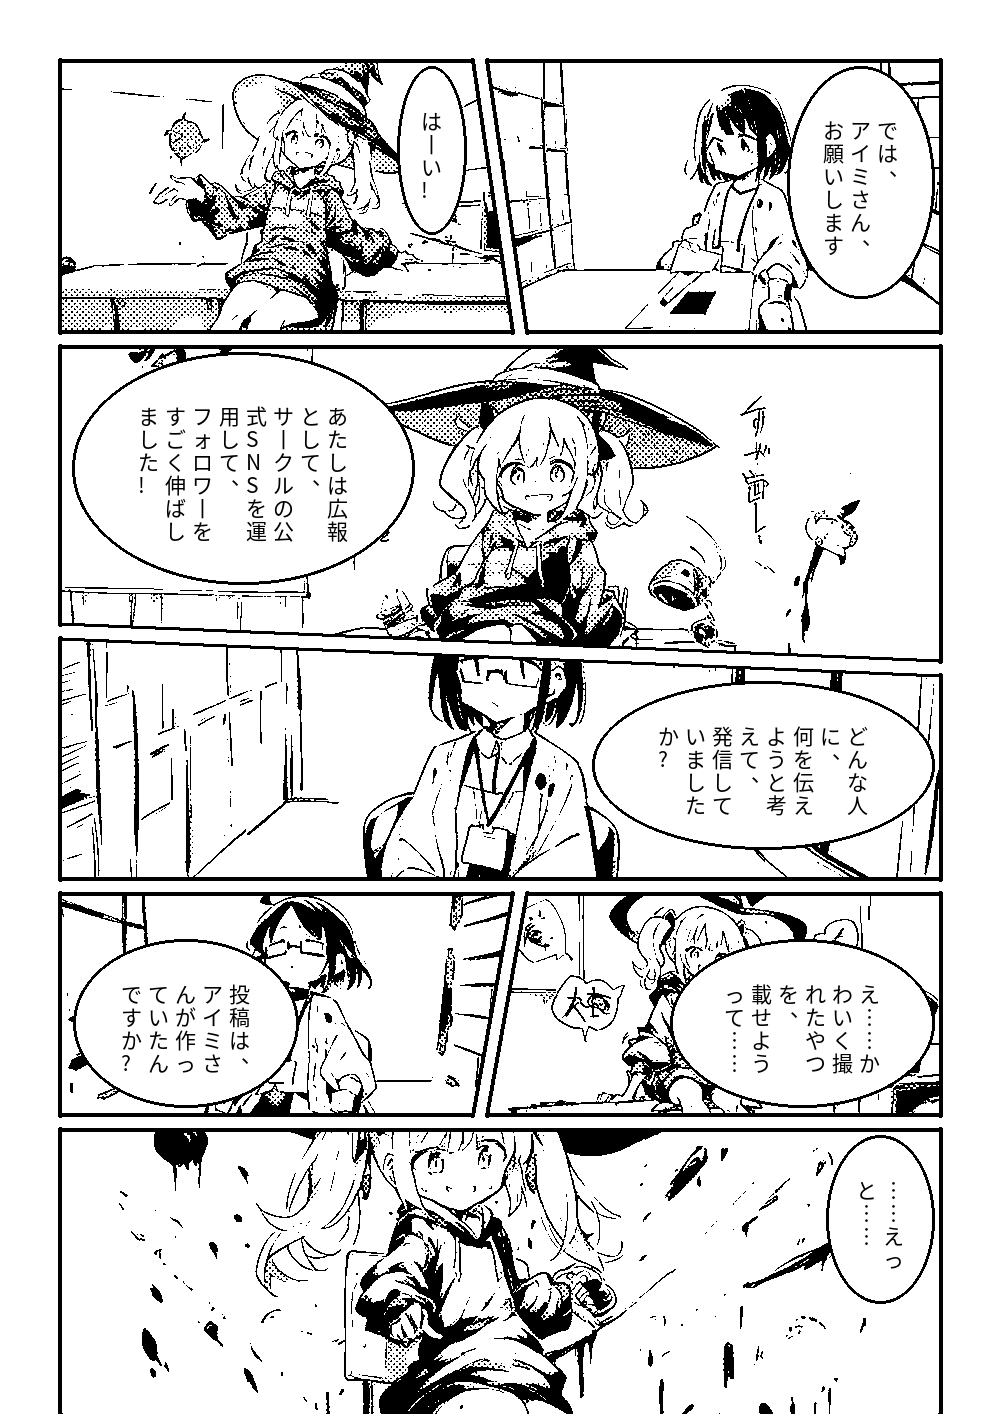 では、
アイミさん、
お願いします
はーい！
あたしは広報
として、
サークルの公
式SNSを運
用して、
フォロワーを
すごく伸ばし
ました！
どんな人
に、
何を伝え
ようと考
えて、
発信して
いました
か？
え……か
わいく撮
れたやつ
を、
載せよう
って……
投稿は、
アイミさ
んが作っ
ていたん
ですか？
……えっ
と……